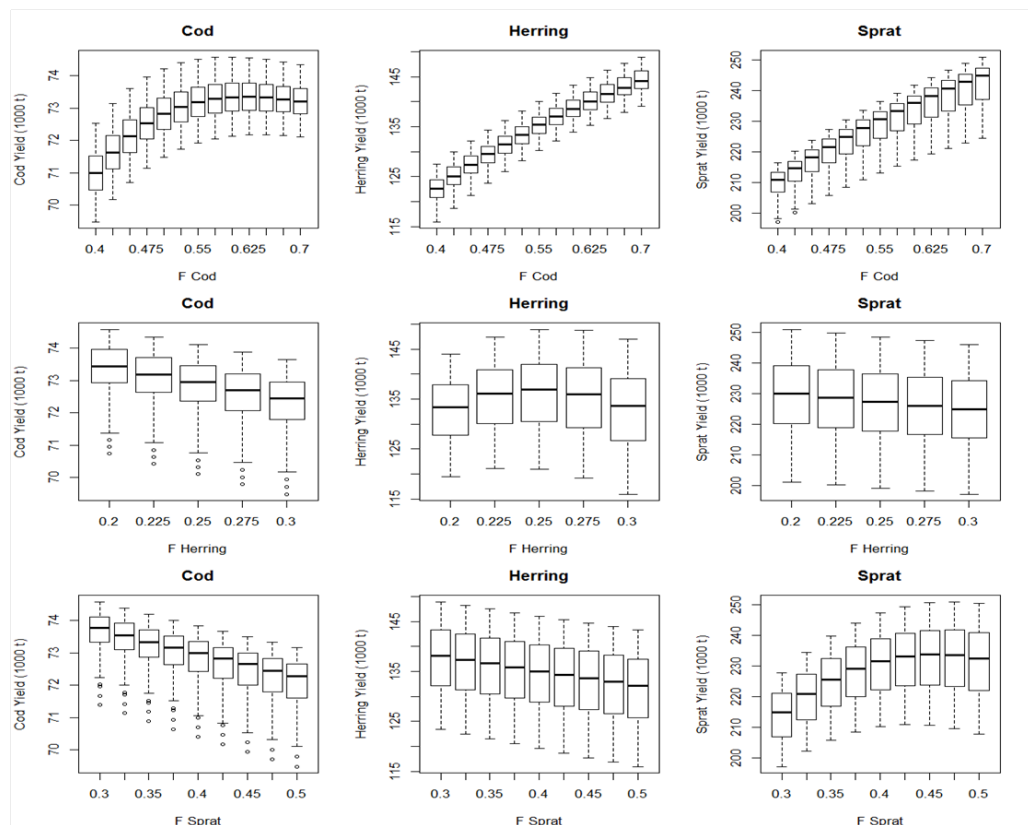 Cod
Herring
Sprat
Cod Yield (1000 t)
70 71 72 73 74
0.4 0.475 0.55 0.625 0.7
F Cod
Herring Yield (1000 t)
115 125 135 145
0.4 0.475 0.55 0.625 0.7
F Cod
Sprat Yield (1000 t)
200 210 220 230 240 250
0.4 0.475 0.55 0.625 0.7
F Cod
Cod
Herring
Sprat
Cod Yield (1000 t)
70 71 72 73 74
0.2 0.225 0.25 0.275 0.3
F Herring
Herring Yield (1000 t)
115 125 135 145
0.2 0.225 0.25 0.275 0.3
F Herring
Sprat Yield (1000 t)
200 210 220 230 240 250
0.2 0.225 0.25 0.275 0.3
F Herring
Cod
Herring
Sprat
Cod Yield (1000 t)
70 71 72 73 74
0.3 0.35 0.4 0.45 0.5
F Sprat
Herring Yield (1000 t)
115 125 135 145
0.3 0.35 0.4 0.45 0.5
F Sprat
Sprat Yield (1000 t)
200 210 220 230 240 250
0.3 0.35 0.4 0.45 0.5
F Sprat